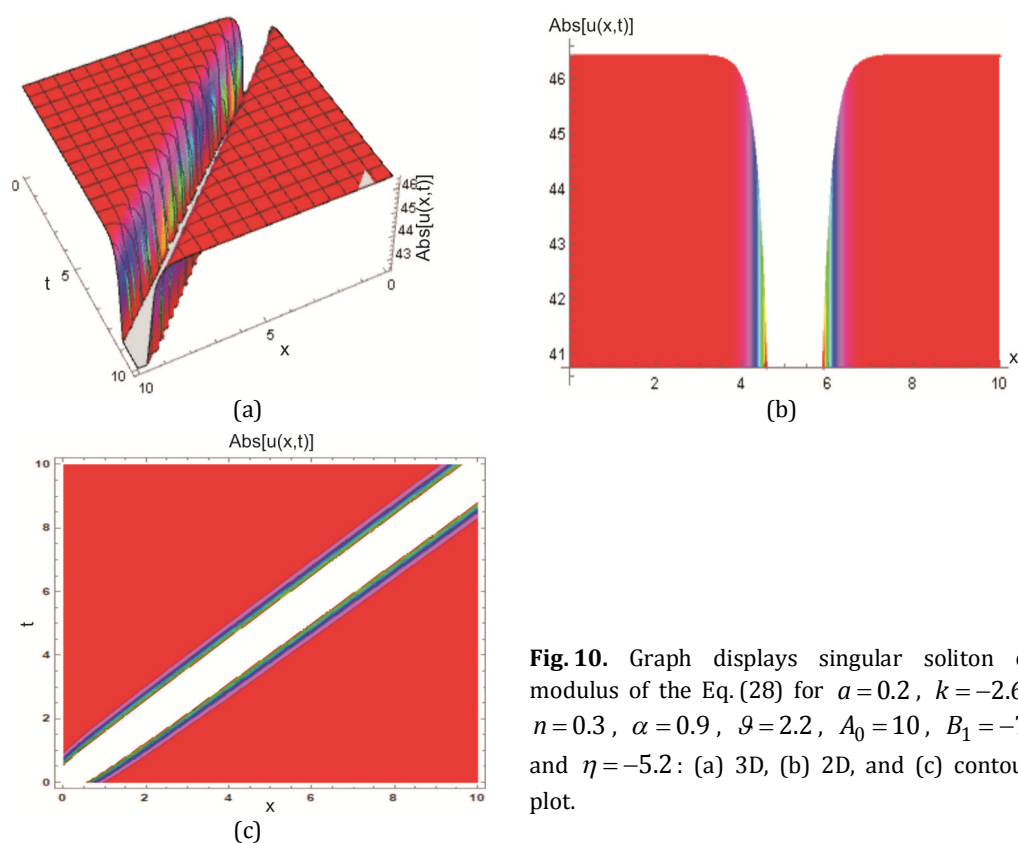 0
5
t
10
10
5
x
0
46
45
44
43
Abs[u(x,t)]
(a)
Abs[u(x,t)]
46
45
44
43
42
41
2
4
6
8
10
x
(b)
Abs[u(x,t)]
10
8
6
t
4
2
0
0
2
4
6
8
10
x
(c)
Fig. 10. Graph displays singular soliton
modulus of the Eq. (28) for a = 0.2 , k = −2.6
n = 0.3 , α = 0.9 , ϑ = 2.2 , A₀ = 10 , B₁ =
and η = −5.2 : (a) 3D, (b) 2D, and (c) contou
plot.